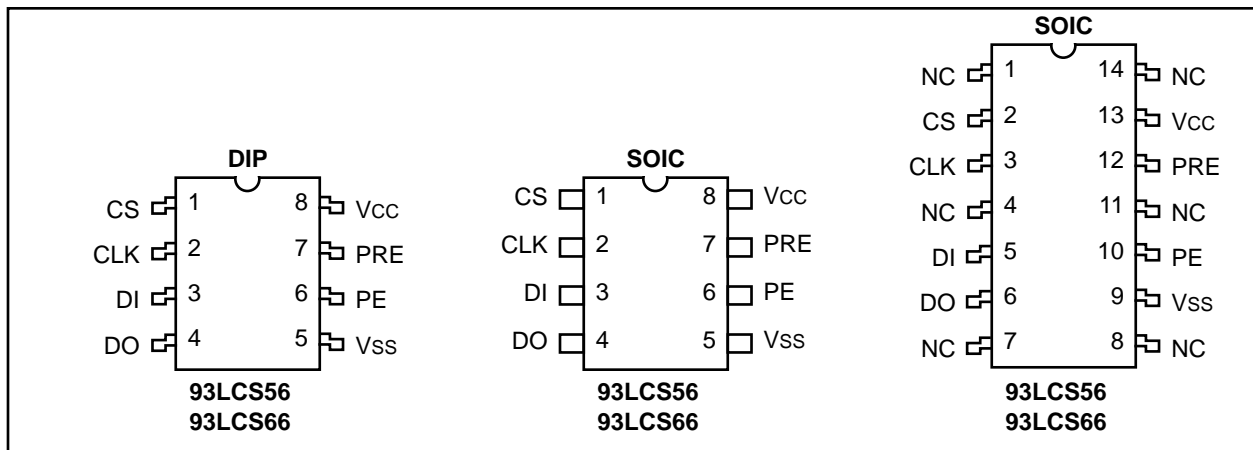 DIP
CS 1 8 VCC
CLK 2 7 PRE
DI 3 6 PE
DO 4 5 VSS
93LCS56
93LCS66
SOIC
CS 1 8 VCC
CLK 2 7 PRE
DI 3 6 PE
DO 4 5 VSS
93LCS56
93LCS66
SOIC
NC 1 14 NC
CS 2 13 VCC
CLK 3 12 PRE
NC 4 11 NC
DI 5 10 PE
DO 6 9 VSS
NC 7 8 NC
93LCS56
93LCS66